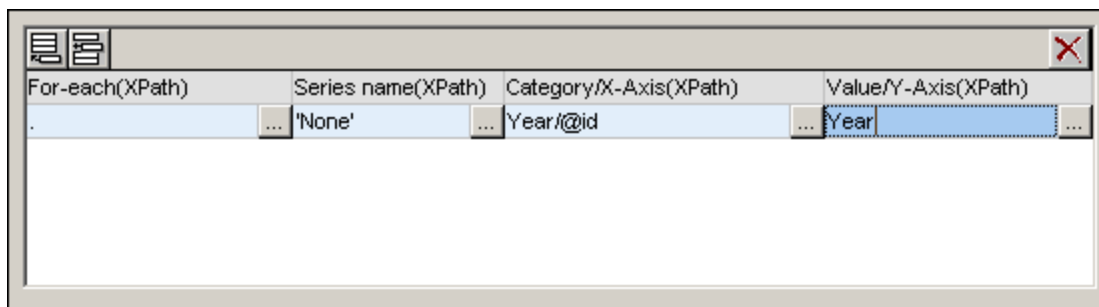 For-each(XPath) Series name(XPath) Category/X-Axis(XPath) Value/Y-Axis(XPath)
. ... 'None' ... Year/@id ... Year ...